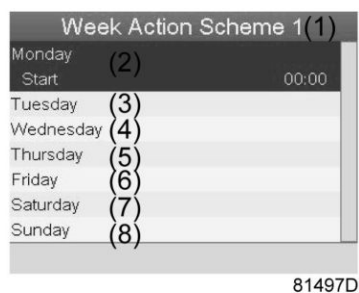 Week Action Scheme 1(1)
Monday (2)
Start 00:00
Tuesday (3)
Wednesday (4)
Thursday (5)
Friday (6)
Saturday (7)
Sunday (8)
81497D